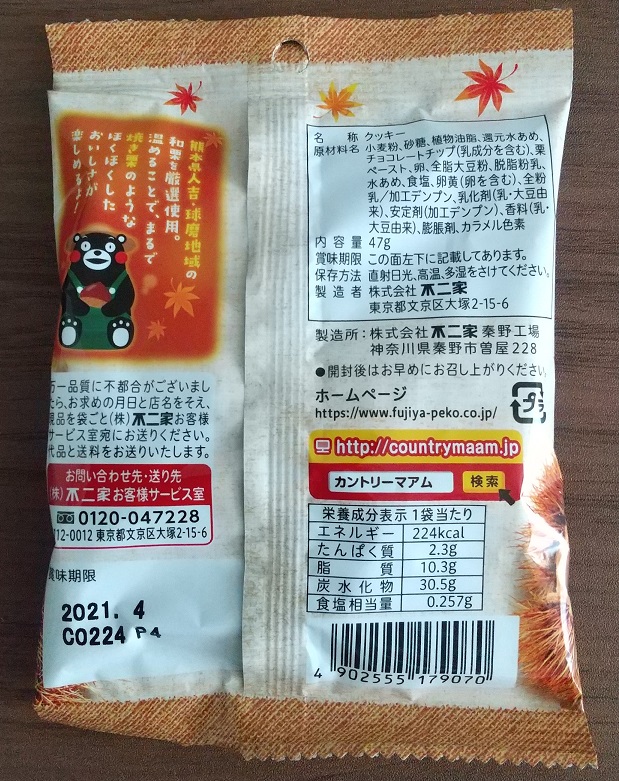 熊本県人吉・球磨地域の
和栗を厳選使用。
温めることで、まるで
焼き栗のような
ほくほくした
おいしさが
楽しめるよ
名 称 クッキー
原材料名 小麦粉、砂糖、植物油脂、還元水あめ、
チョコレートチップ(乳成分を含む)、栗
ペースト、卵、全脂大豆粉、脱脂粉乳、
水あめ、食塩、卵黄(卵を含む)、全粉
乳/加工デンプン、乳化剤(乳・大豆由
来)、安定剤(加工デンプン)、香料(乳・
大豆由来)、膨脹剤、カラメル色素
内 容 量 47g
賞味期限 この面左下に記載してあります。
保存方法 直射日光、高温、多湿をさけてください。
製 造 者 株式会社 不二家
東京都文京区大塚2-15-6
製造所：株式会社 不二家 秦野工場
神奈川県秦野市曽屋228
●開封後はお早めにお召し上がりください。
ホームページ
https://www.fujiya-peko.co.jp/
プラ
http://countrymaam.jp
カントリーマアム 検索
栄養成分表示 1袋当たり
エネルギー 224kcal
たんぱく質 2.3g
脂 質 10.3g
炭水化物 30.5g
食塩相当量 0.257g
4 902555 179070
万一品質に不都合がございまし
たら、お求めの月日と店名をそえ、
現品を袋ごと(株)不二家お客様
サービス室宛にお送りください。
代品と送料をお送りいたします。
お問い合わせ先・送り先
(株)不二家お客様サービス室
0120-047228
112-0012 東京都文京区大塚2-15-6
賞味期限
2021. 4
C0224 P4